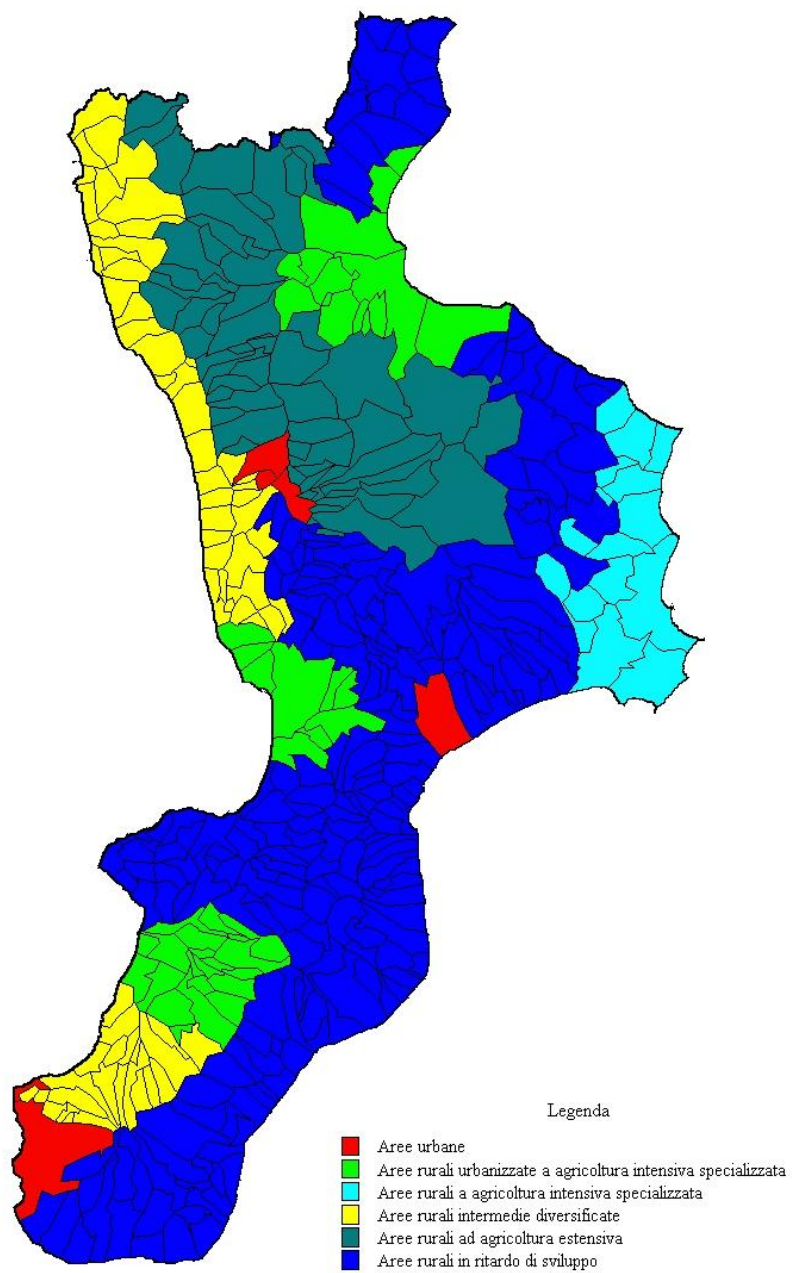 Legenda
Aree urbane
Aree rurali urbanizzate a agricoltura intensiva specializzata
Aree rurali a agricoltura intensiva specializzata
Aree rurali intermedie diversificate
Aree rurali ad agricoltura estensiva
Aree rurali in ritardo di sviluppo